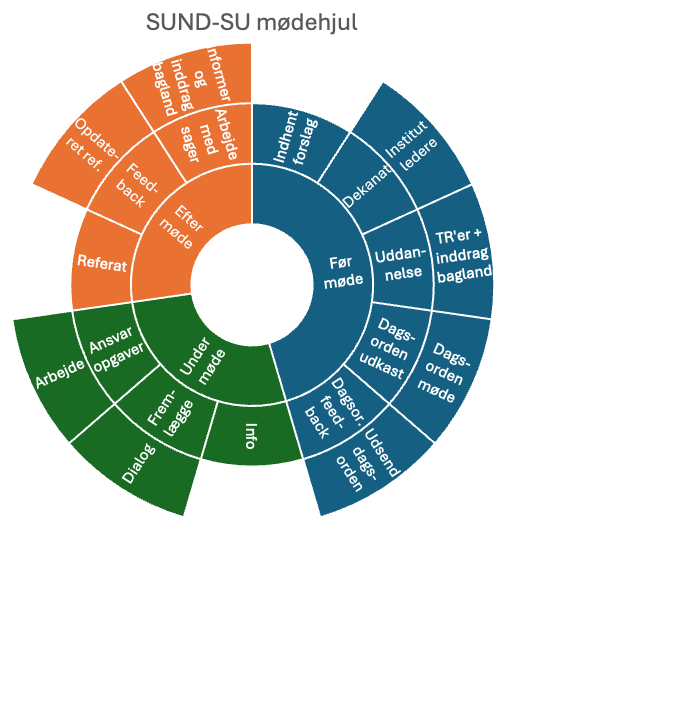 SUND-SU mødehjul
Før
møde
Indhent
forslag
Dekanat
Institut
ledere
Uddan-
nelse
TR'er +
inddrag
bagland
Dags-
orden
udkast
Dags-
orden
møde
Dagsor.
feed-
back
Udsend
dags-
orden
Under
møde
Info
Frem-
lægge
Dialog
Ansvar
opgaver
Arbejde
Efter
møde
Referat
Feed-
back
Opdate-
ret ref.
Arbejde
med
sager
nformer
og
inddrag
bagland